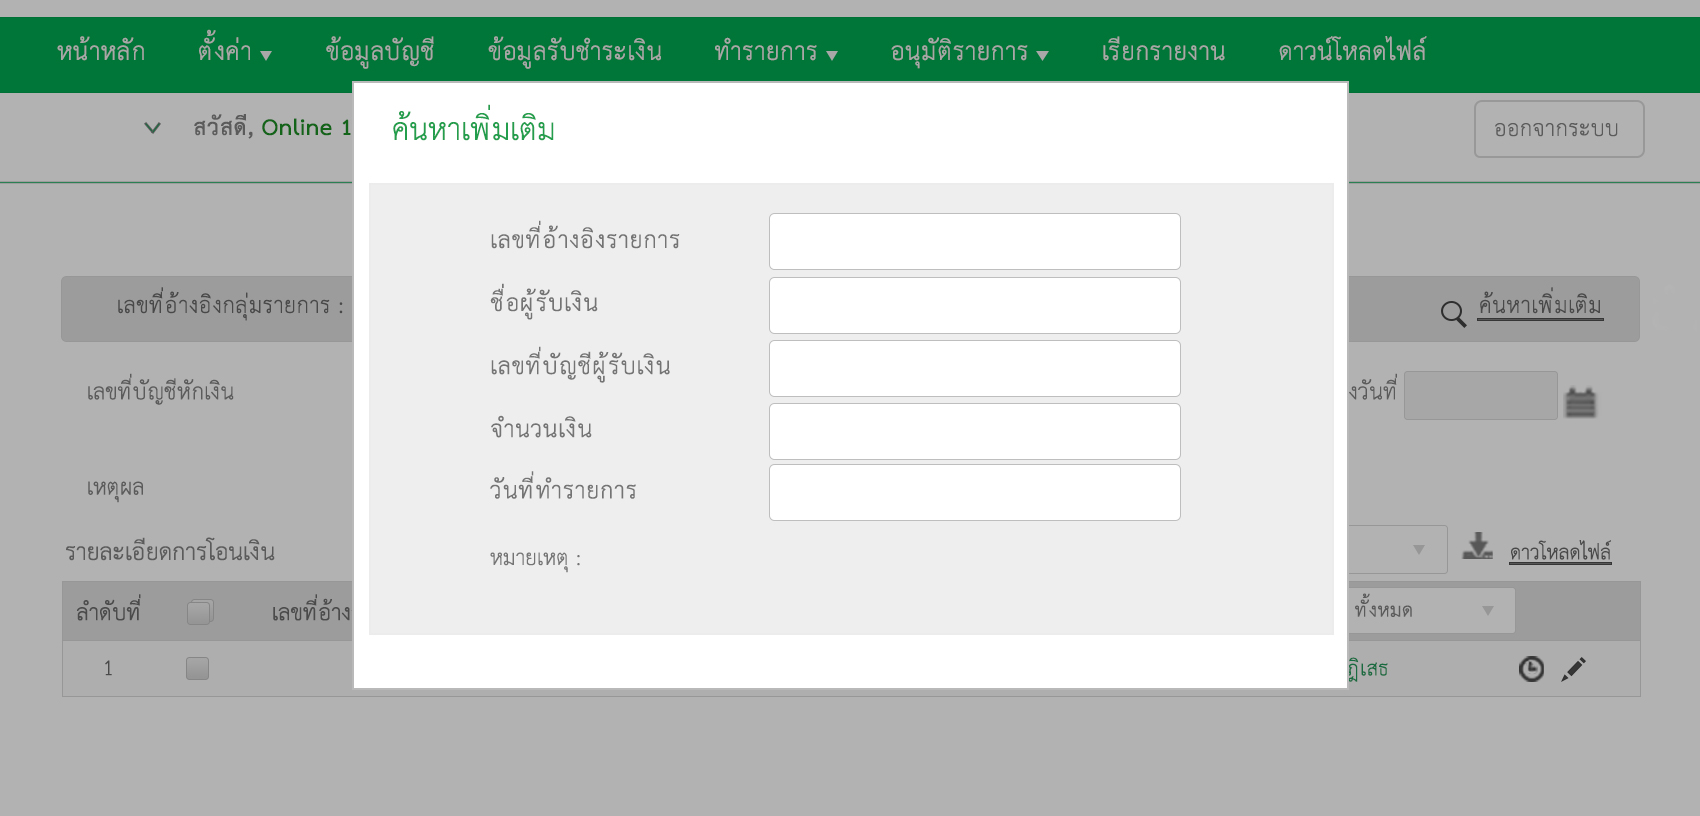 หน้าหลัก ตั้งค่า ข้อมูลบัญชี ข้อมูลรับชำระเงิน ทำรายการ อนุมัติรายการ เรียกรายงาน ดาวน์โหลดไฟล์
สวัสดี, Online 1
ออกจากระบบ
ค้นหาเพิ่มเติม
เลขที่อ้างอิงรายการ
ชื่อผู้รับเงิน
เลขที่บัญชีผู้รับเงิน
จำนวนเงิน
วันที่ทำรายการ
หมายเหตุ :
เลขที่อ้างอิงกลุ่มรายการ :
ค้นหาเพิ่มเติม
เลขที่บัญชีหักเงิน
งวันที่
เหตุผล
รายละเอียดการโอนเงิน
ดาวโหลดไฟล์
ลำดับที่ เลขที่อ้าง ทั้งหมด
1 ฏิเสธ